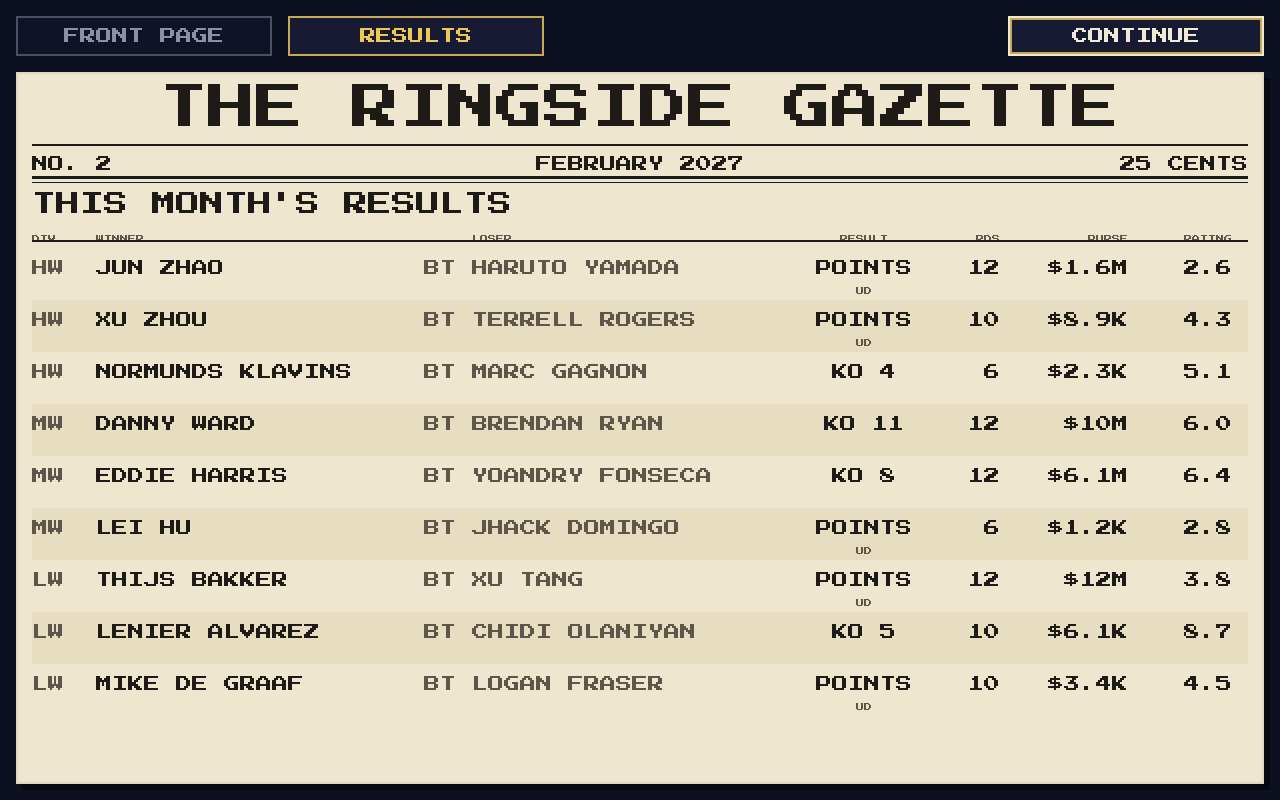 FRONT PAGE RESULTS CONTINUE
THE RINGSIDE GAZETTE
NO. 2 FEBRUARY 2027 25 CENTS
THIS MONTH'S RESULTS
DIV WINNER LOSER RESULT RDS PURSE RATING
HW JUN ZHAO BT HARUTO YAMADA POINTS 12 $1.6M 2.6
UD
HW XU ZHOU BT TERRELL ROGERS POINTS 10 $8.9K 4.3
UD
HW NORMUNDS KLAVINS BT MARC GAGNON KO 4 6 $2.3K 5.1
MW DANNY WARD BT BRENDAN RYAN KO 11 12 $10M 6.0
MW EDDIE HARRIS BT YOANDRY FONSECA KO 8 12 $6.1M 6.4
MW LEI HU BT JHACK DOMINGO POINTS 6 $1.2K 2.8
UD
LW THIJS BAKKER BT XU TANG POINTS 12 $12M 3.8
UD
LW LENIER ALVAREZ BT CHIDI OLANIYAN KO 5 10 $6.1K 8.7
LW MIKE DE GRAAF BT LOGAN FRASER POINTS 10 $3.4K 4.5
UD